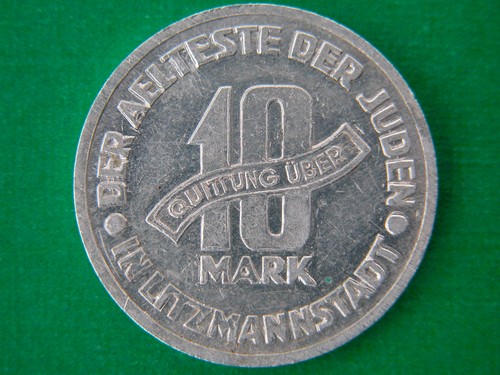 DER AELTESTE DER JUDEN
10
QUITTUNG ÜBER
MARK
IN LITZMANNSTADT